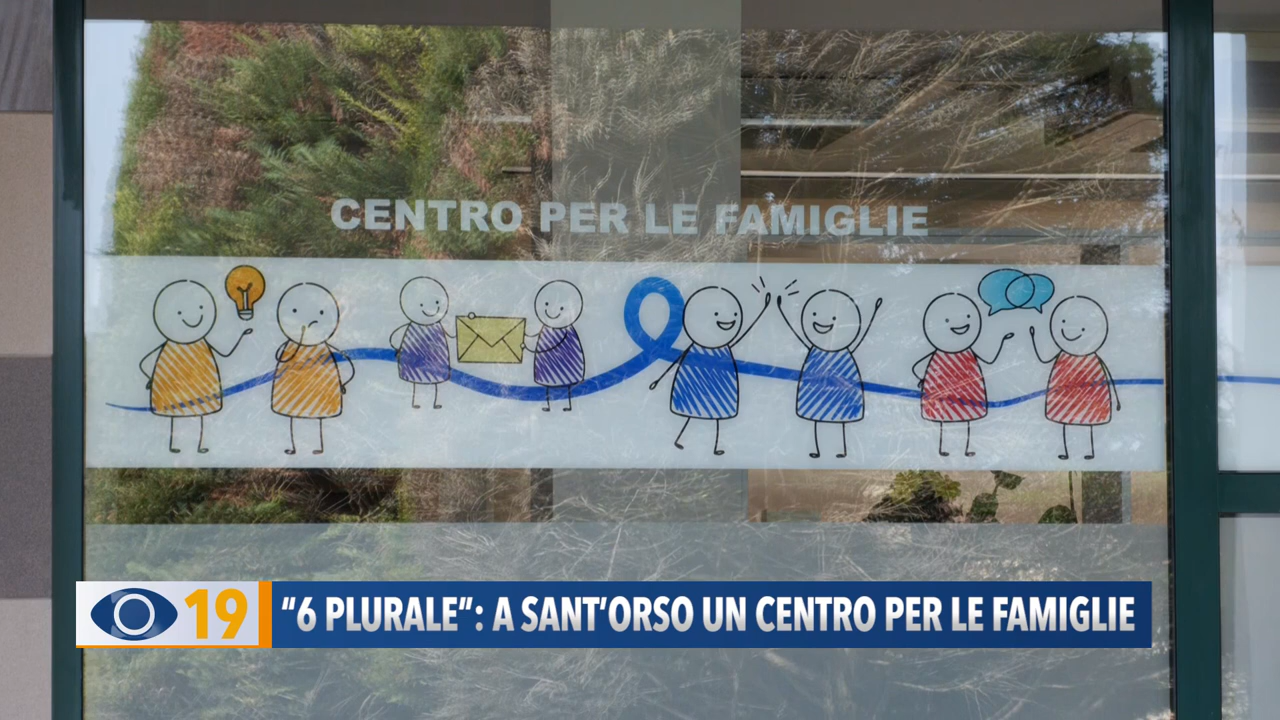 CENTRO PER LE FAMIGLIE
19
“6 PLURALE”: A SANT’ORSO UN CENTRO PER LE FAMIGLIE